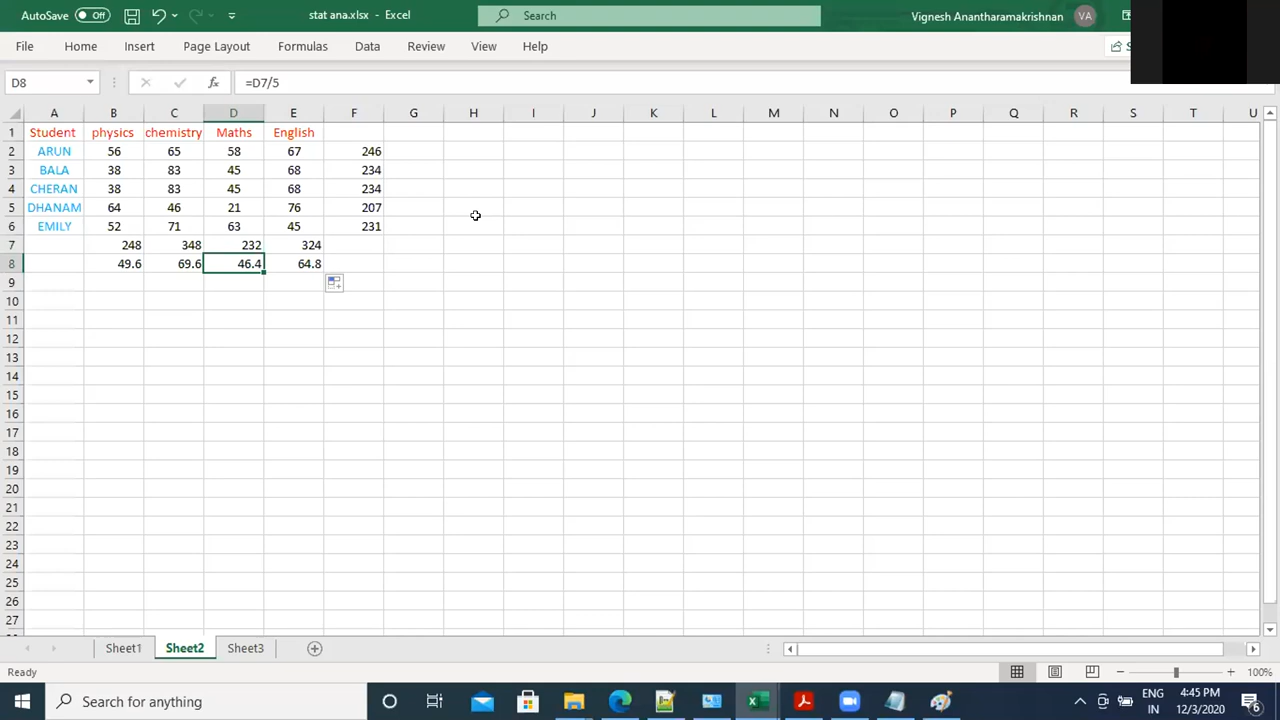 AutoSave Off stat ana.xlsx - Excel Search Vignesh Anantharamakrishnan VA
File Home Insert Page Layout Formulas Data Review View Help
D8 fx =D7/5
A B C D E F G H I J K L M N O P Q R S T U
1 Student physics chemistry Maths English
2 ARUN 56 65 58 67 246
3 BALA 38 83 45 68 234
4 CHERAN 38 83 45 68 234
5 DHANAM 64 46 21 76 207
6 EMILY 52 71 63 45 231
7 248 348 232 324
8 49.6 69.6 46.4 64.8
9
10
11
12
13
14
15
16
17
18
19
20
21
22
23
24
25
26
27
Sheet1 Sheet2 Sheet3
Ready 100%
Search for anything ENG 4:45 PM
IN 12/3/2020 6